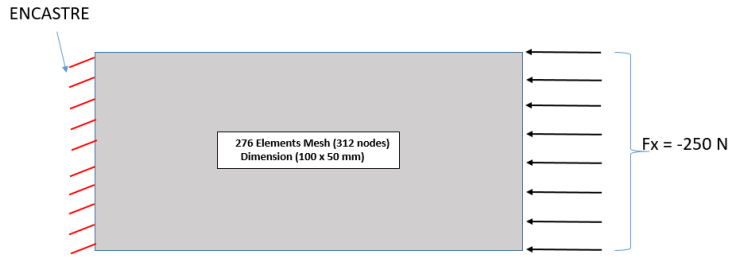 ENCASTRE
276 Elements Mesh (312 nodes)
Dimension (100 x 50 mm)
Fx = -250 N